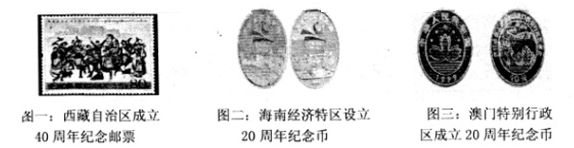 80
1999
图一：西藏自治区成立
40周年纪念邮票
图二：海南经济特区设立
20周年纪念币
图三：澳门特别行政
区成立20周年纪念币